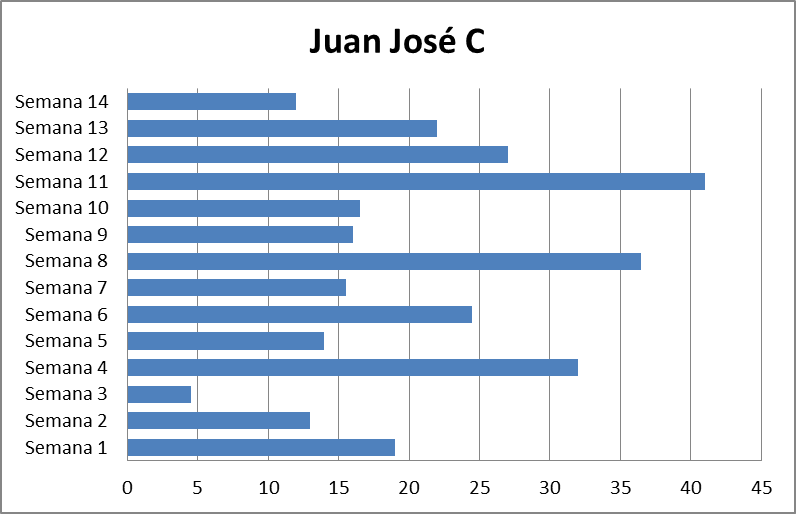 Juan José C
Semana 14
Semana 13
Semana 12
Semana 11
Semana 10
Semana 9
Semana 8
Semana 7
Semana 6
Semana 5
Semana 4
Semana 3
Semana 2
Semana 1
0 5 10 15 20 25 30 35 40 45